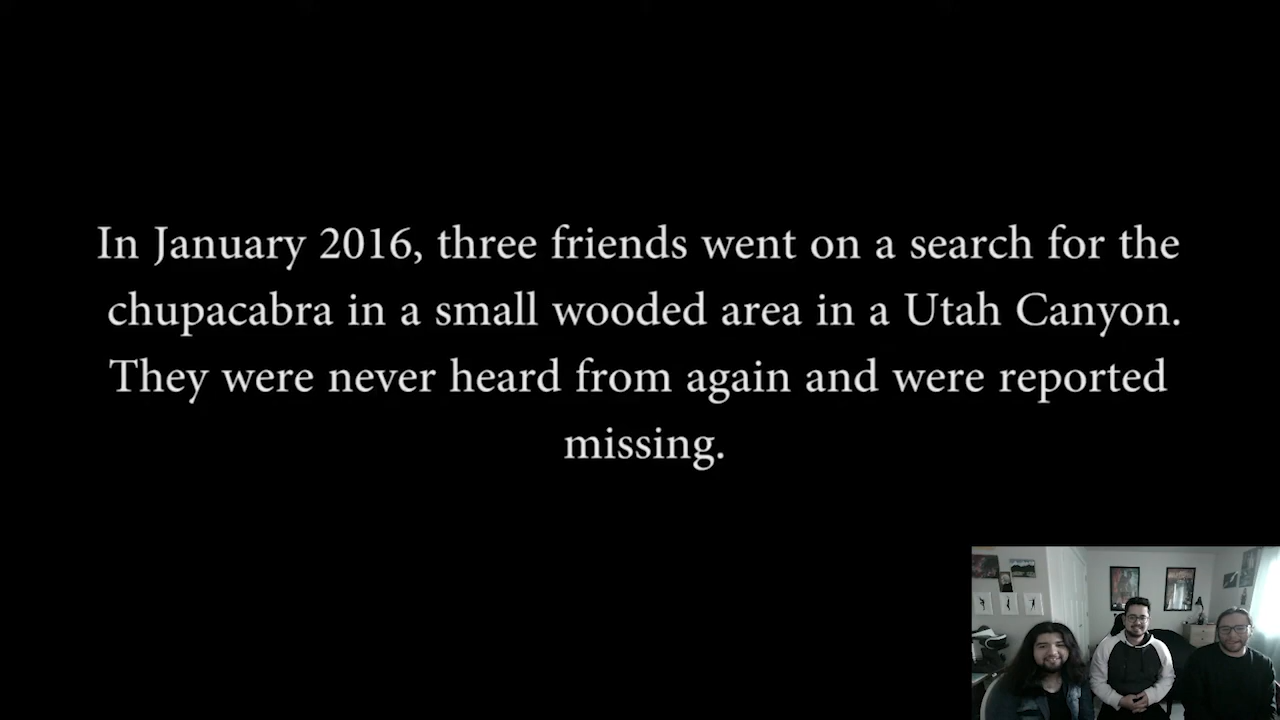 In January 2016, three friends went on a search for the
chupacabra in a small wooded area in a Utah Canyon.
They were never heard from again and were reported
missing.